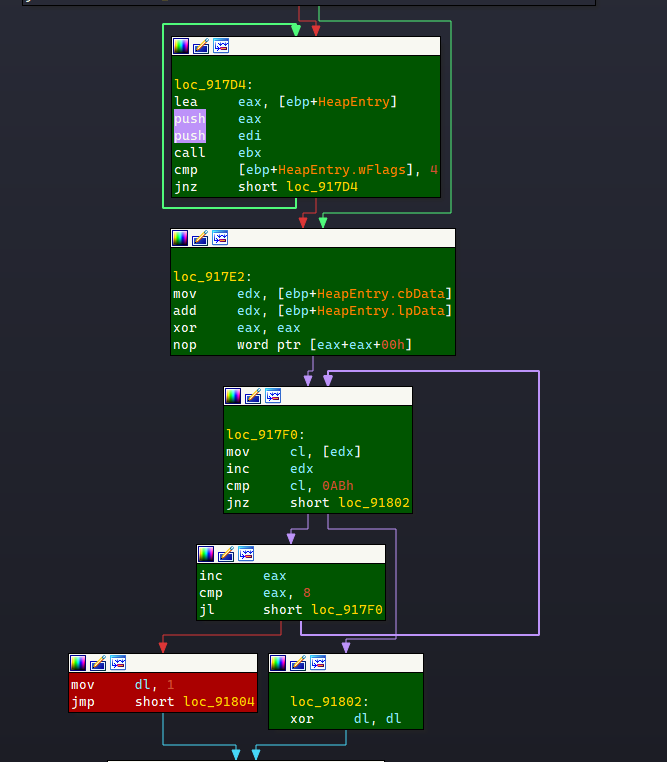 loc_917D4:
lea eax, [ebp+HeapEntry]
push eax
push edi
call ebx
cmp [ebp+HeapEntry.wFlags], 4
jnz short loc_917D4
loc_917E2:
mov edx, [ebp+HeapEntry.cbData]
add edx, [ebp+HeapEntry.lpData]
xor eax, eax
nop word ptr [eax+eax+00h]
loc_917F0:
mov cl, [edx]
inc edx
cmp cl, 0ABh
jnz short loc_91802
inc eax
cmp eax, 8
jl short loc_917F0
mov dl, 1
jmp short loc_91804
loc_91802:
xor dl, dl